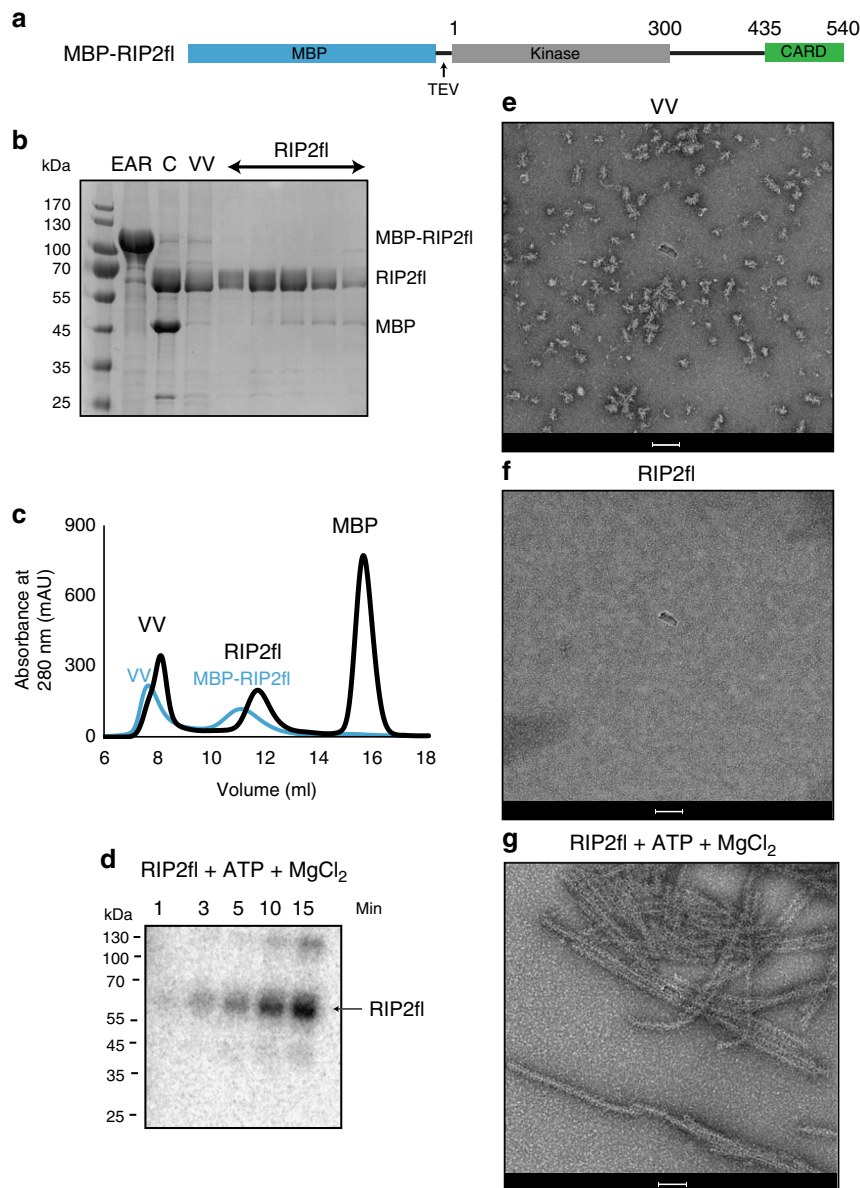 a
1 300 435 540
MBP-RIP2fl MBP Kinase CARD
TEV
b
kDa EAR C VV RIP2fl
170
130
100
70
55
45
35
25
MBP-RIP2fl
RIP2fl
MBP
c
Absorbance at
280 nm (mAU)
900
600
300
0
6 8 10 12 14 16 18
Volume (ml)
VV
VV
RIP2fl
MBP-RIP2fl
MBP
d
RIP2fl + ATP + MgCl₂
kDa 1 3 5 10 15 Min
130
100
70
55
45
35
25
RIP2fl
e
VV
f
RIP2fl
g
RIP2fl + ATP + MgCl₂